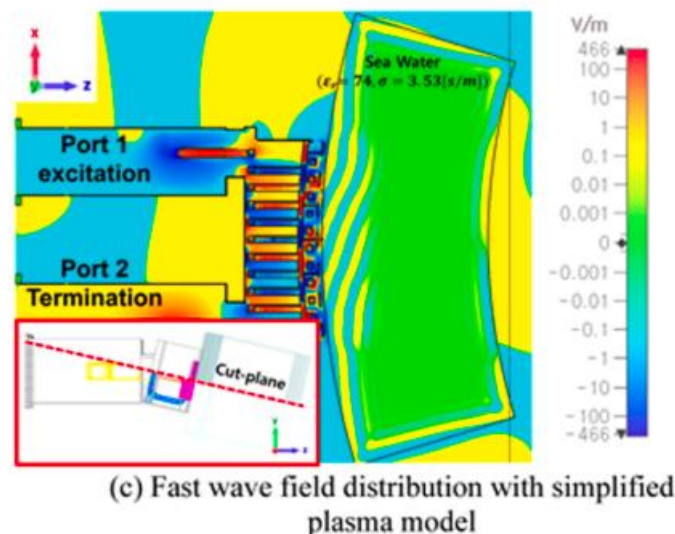 V/m
x
y
z
Sea Water
(εᵣ = 74, σ = 3.53[s/m])
Port 1
excitation
Port 2
Termination
Cut-plane
Y
z
466
100
10
1
0.1
0.01
0.001
0
-0.001
-0.01
-0.1
-1
-10
-100
-466
(c) Fast wave field distribution with simplified
plasma model